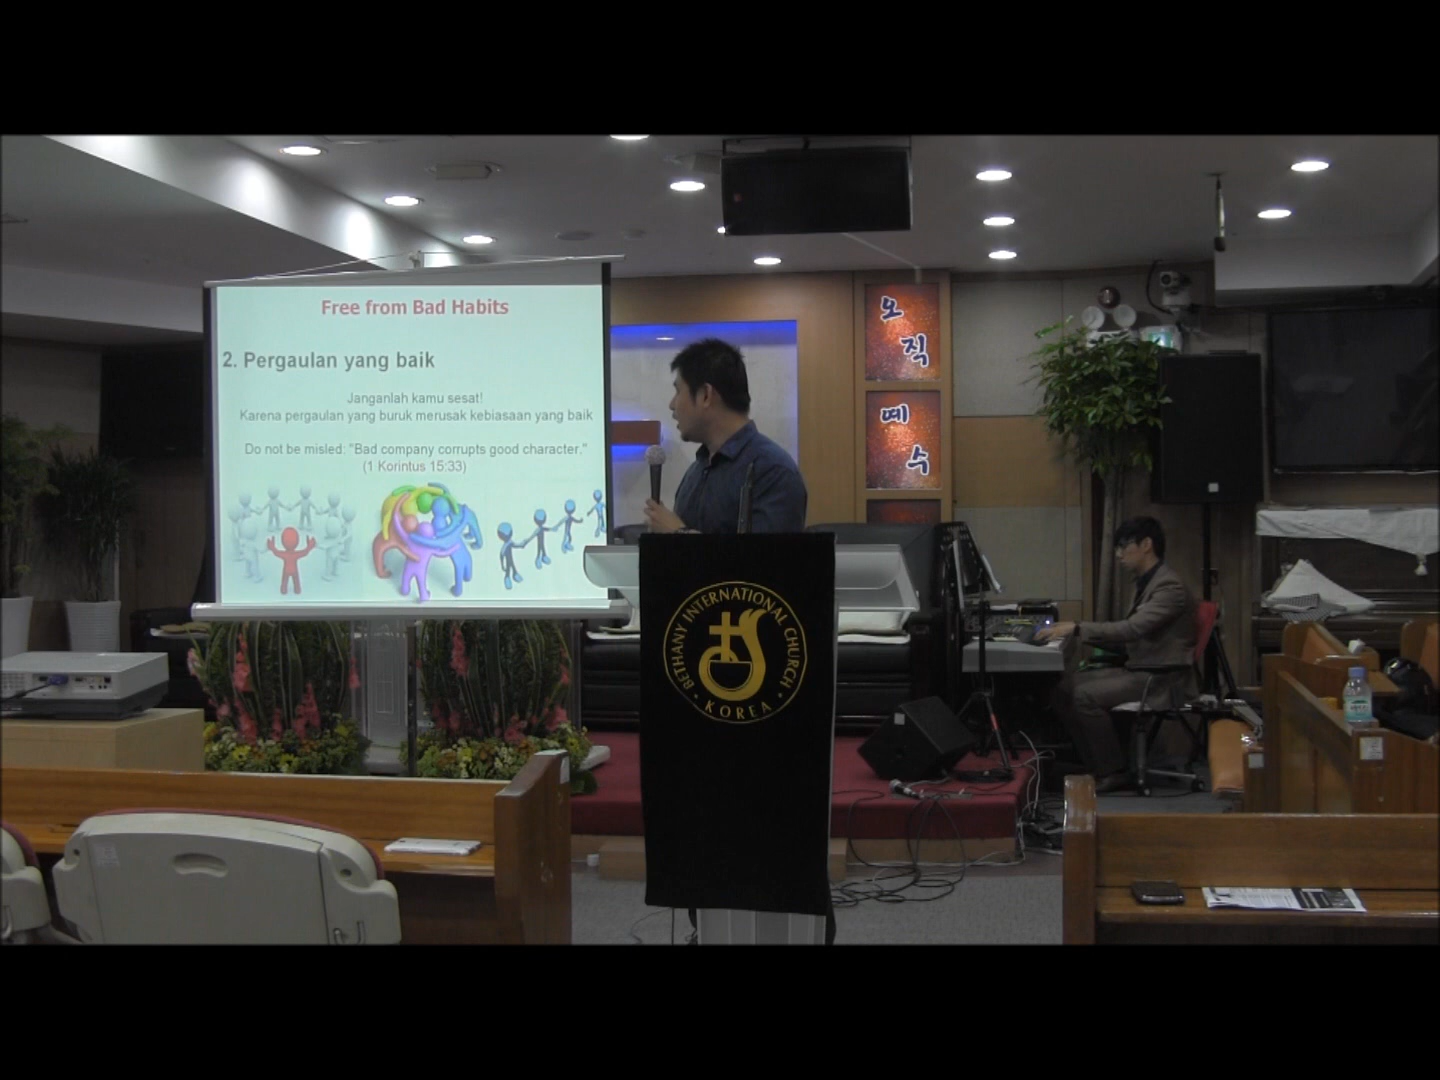 Free from Bad Habits
2. Pergaulan yang baik
Janganlah kamu sesat!
Karena pergaulan yang buruk merusak kebiasaan yang baik
Do not be misled: "Bad company corrupts good character."
(1 Korintus 15:33)
오
직
예
수
BETHANY INTERNATIONAL CHURCH
• KOREA •